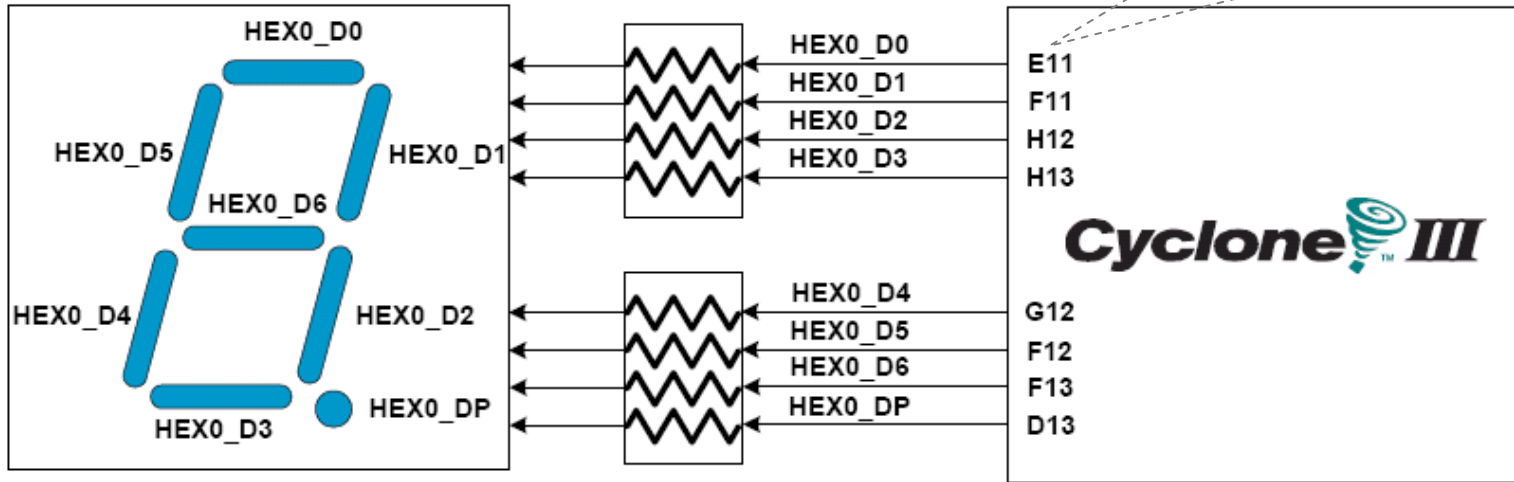 HEX0_D0
HEX0_D5
HEX0_D1
HEX0_D6
HEX0_D4
HEX0_D2
HEX0_DP
HEX0_D3
HEX0_D0
HEX0_D1
HEX0_D2
HEX0_D3
HEX0_D4
HEX0_D5
HEX0_D6
HEX0_DP
E11
F11
H12
H13
Cyclone™ III
G12
F12
F13
D13